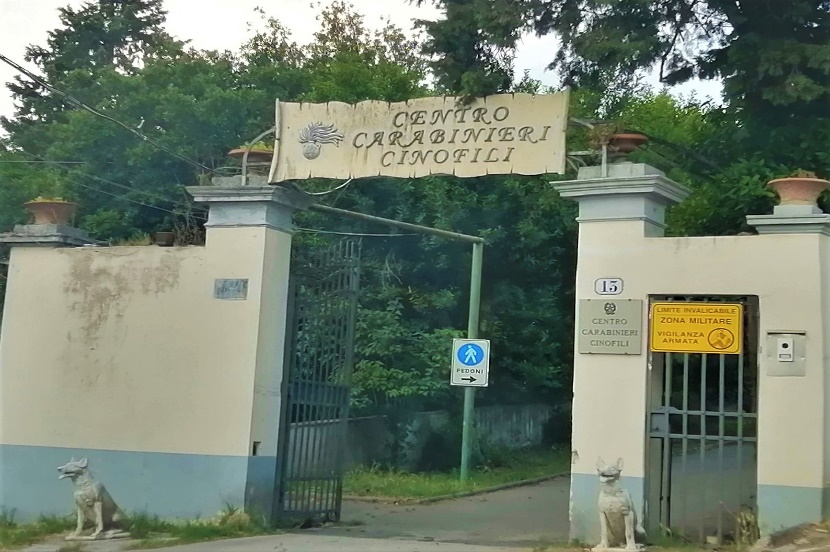 CENTRO
CARABINIERI
CINOFILI
15
CENTRO
CARABINIERI
CINOFILI
LIMITE INVALICABILE
ZONA MILITARE
VIGILANZA
ARMATA
PEDONI